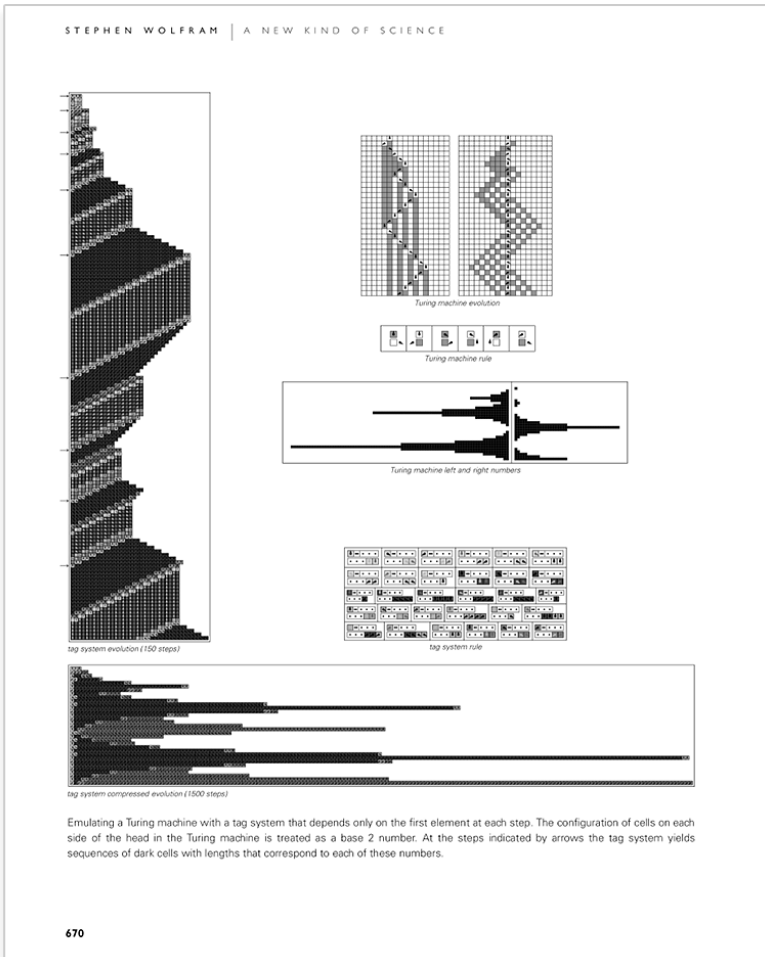 STEPHEN WOLFRAM | A NEW KIND OF SCIENCE
Turing machine evolution
Turing machine rule
Turing machine left and right numbers
tag system evolution (150 steps)
tag system rule
tag system compressed evolution (1500 steps)
Emulating a Turing machine with a tag system that depends only on the first element at each step. The configuration of cells on each
side of the head in the Turing machine is treated as a base 2 number. At the steps indicated by arrows the tag system yields
sequences of dark cells with lengths that correspond to each of these numbers.
670